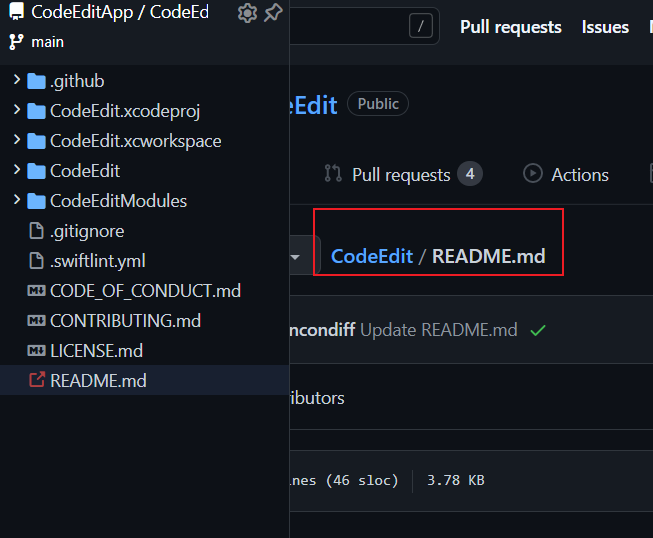 CodeEditApp / CodeEd
main
.github
CodeEdit.xcodeproj
CodeEdit.xcworkspace
CodeEdit
CodeEditModules
.gitignore
.swiftlint.yml
CODE_OF_CONDUCT.md
CONTRIBUTING.md
LICENSE.md
README.md
/
Pull requests Issues
eEdit Public
Pull requests 4 Actions
CodeEdit / README.md
ncondiff Update README.md
ibutors
ines (46 sloc) 3.78 KB